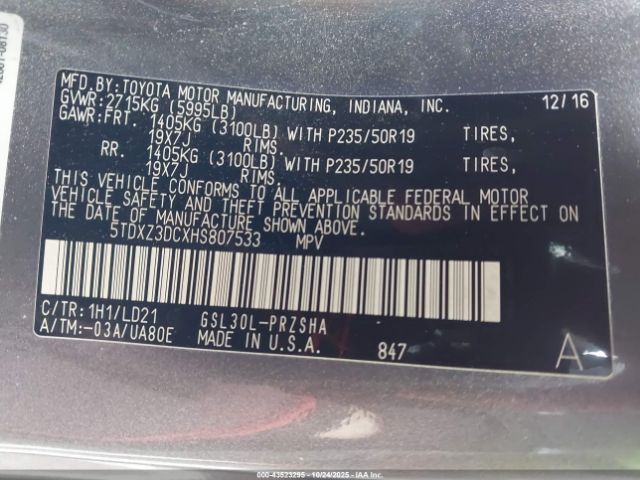 42661-08130
MFD. BY: TOYOTA MOTOR MANUFACTURING, INDIANA, INC. 12/16
GVWR: 2715KG (5995LB)
GAWR: FRT. 1405KG (3100LB) WITH P235/50R19 TIRES,
19X7J RIMS.
RR. 1405KG (3100LB) WITH P235/50R19 TIRES,
19X7J RIMS.
THIS VEHICLE CONFORMS TO ALL APPLICABLE FEDERAL MOTOR
VEHICLE SAFETY AND THEFT PREVENTION STANDARDS IN EFFECT ON
THE DATE OF MANUFACTURE SHOWN ABOVE.
5TDXZ3DCXHS807533 MPV
C/TR: 1H1/LD21 GSL30L-PRZSHA
A/TM:-03A/UA80E MADE IN U.S.A. 847 A
000-43523295 - 10/24/2025 - IAA Inc.